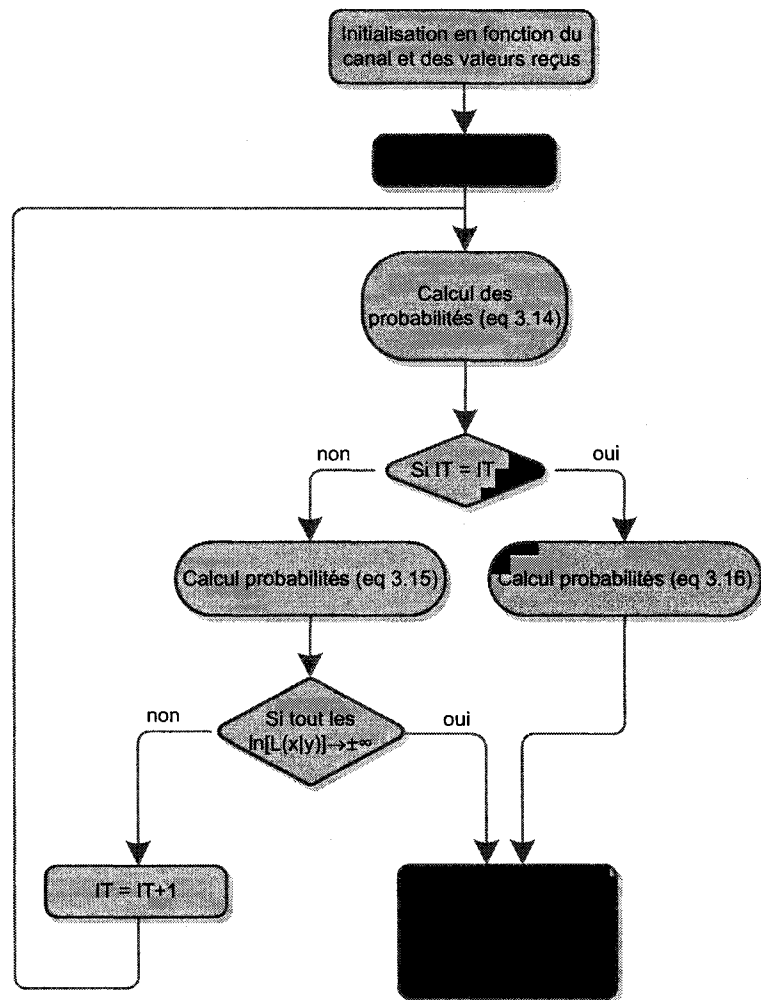 Initialisation en fonction du
canal et des valeurs reçus
Calcul des
probabilités (eq 3.14)
non
Si IT = IT
oui
Calcul probabilités (eq 3.15)
Calcul probabilités (eq 3.16)
non
Si tout les
ln[L(x|y)]→±∞
oui
IT = IT+1